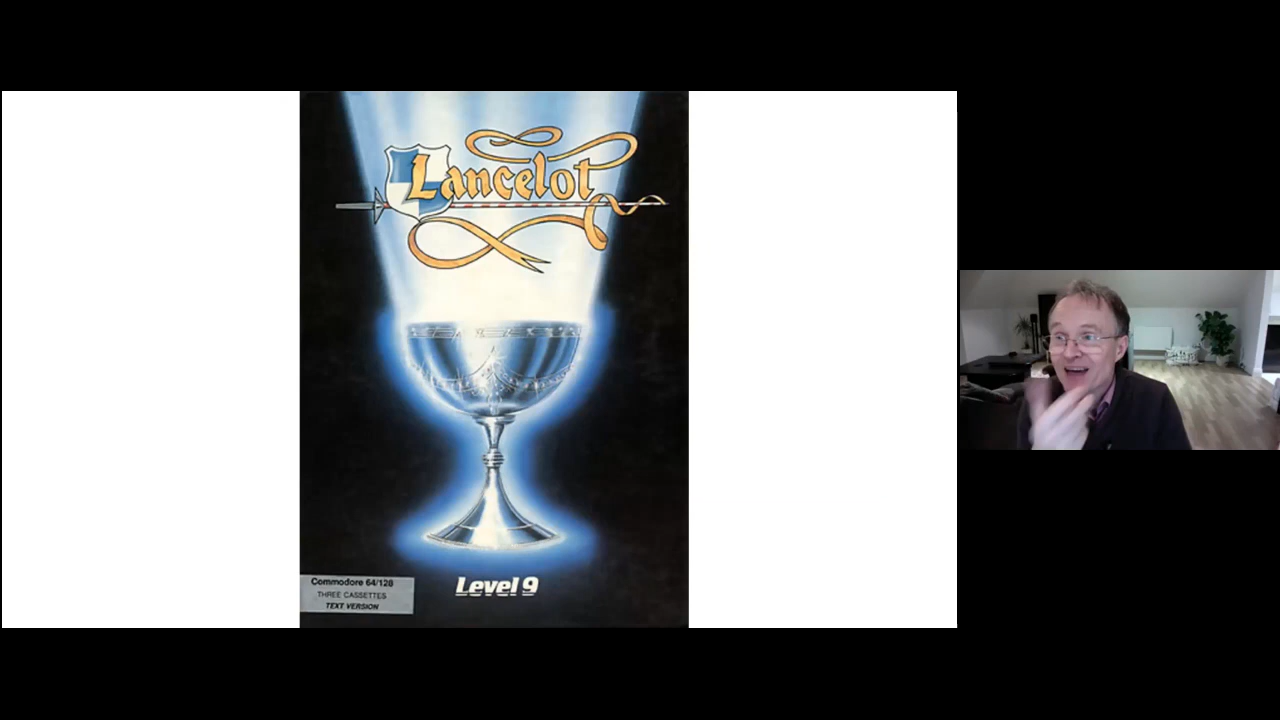 Lancelot
Level 9
Commodore 64/128
THREE CASSETTES
TEXT VERSION